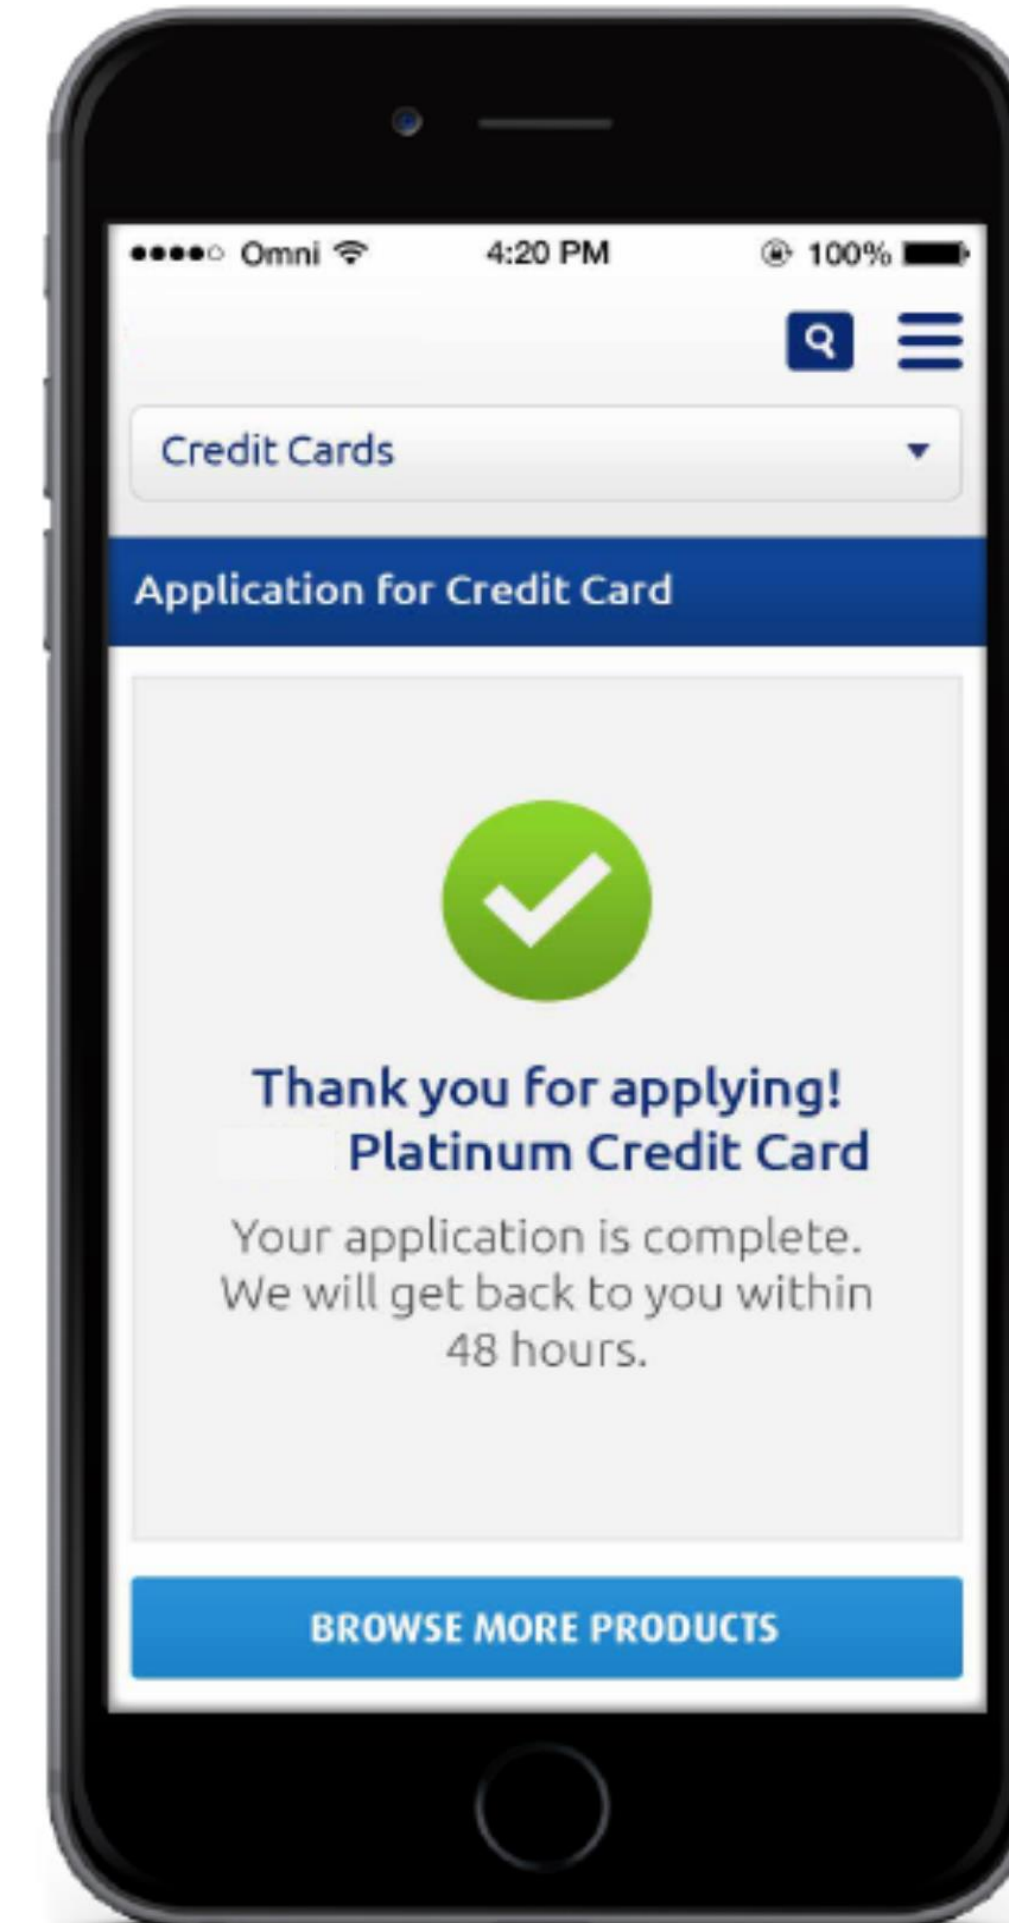 Omni 4:20 PM 100%
Credit Cards
Application for Credit Card
Thank you for applying!
Platinum Credit Card
Your application is complete.
We will get back to you within
48 hours.
BROWSE MORE PRODUCTS